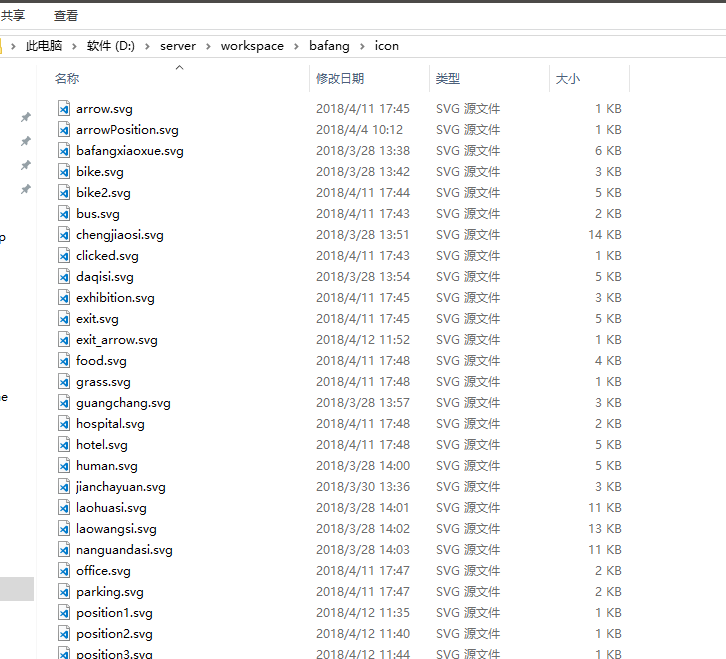 共享 查看
此电脑 软件 (D:) server workspace bafang icon
名称 修改日期 类型 大小
arrow.svg 2018/4/11 17:45 SVG 源文件 1 KB
arrowPosition.svg 2018/4/4 10:12 SVG 源文件 1 KB
bafangxiaoxue.svg 2018/3/28 13:38 SVG 源文件 6 KB
bike.svg 2018/3/28 13:42 SVG 源文件 3 KB
bike2.svg 2018/4/11 17:44 SVG 源文件 5 KB
bus.svg 2018/4/11 17:43 SVG 源文件 2 KB
chengjiaosi.svg 2018/3/28 13:51 SVG 源文件 14 KB
clicked.svg 2018/4/11 17:43 SVG 源文件 1 KB
daqisi.svg 2018/3/28 13:54 SVG 源文件 5 KB
exhibition.svg 2018/4/11 17:45 SVG 源文件 3 KB
exit.svg 2018/4/11 17:45 SVG 源文件 5 KB
exit_arrow.svg 2018/4/12 11:52 SVG 源文件 1 KB
food.svg 2018/4/11 17:48 SVG 源文件 4 KB
grass.svg 2018/4/11 17:48 SVG 源文件 1 KB
guangchang.svg 2018/3/28 13:57 SVG 源文件 3 KB
hospital.svg 2018/4/11 17:48 SVG 源文件 2 KB
hotel.svg 2018/4/11 17:48 SVG 源文件 5 KB
human.svg 2018/3/28 14:00 SVG 源文件 5 KB
jianchayuan.svg 2018/3/30 13:36 SVG 源文件 3 KB
laohuasi.svg 2018/3/28 14:01 SVG 源文件 11 KB
laowangsi.svg 2018/3/28 14:02 SVG 源文件 13 KB
nanguandasi.svg 2018/3/28 14:03 SVG 源文件 11 KB
office.svg 2018/4/11 17:47 SVG 源文件 2 KB
parking.svg 2018/4/11 17:47 SVG 源文件 2 KB
position1.svg 2018/4/12 11:35 SVG 源文件 1 KB
position2.svg 2018/4/12 11:40 SVG 源文件 1 KB
position3.svg 2018/4/12 11:44 SVG 源文件 1 KB